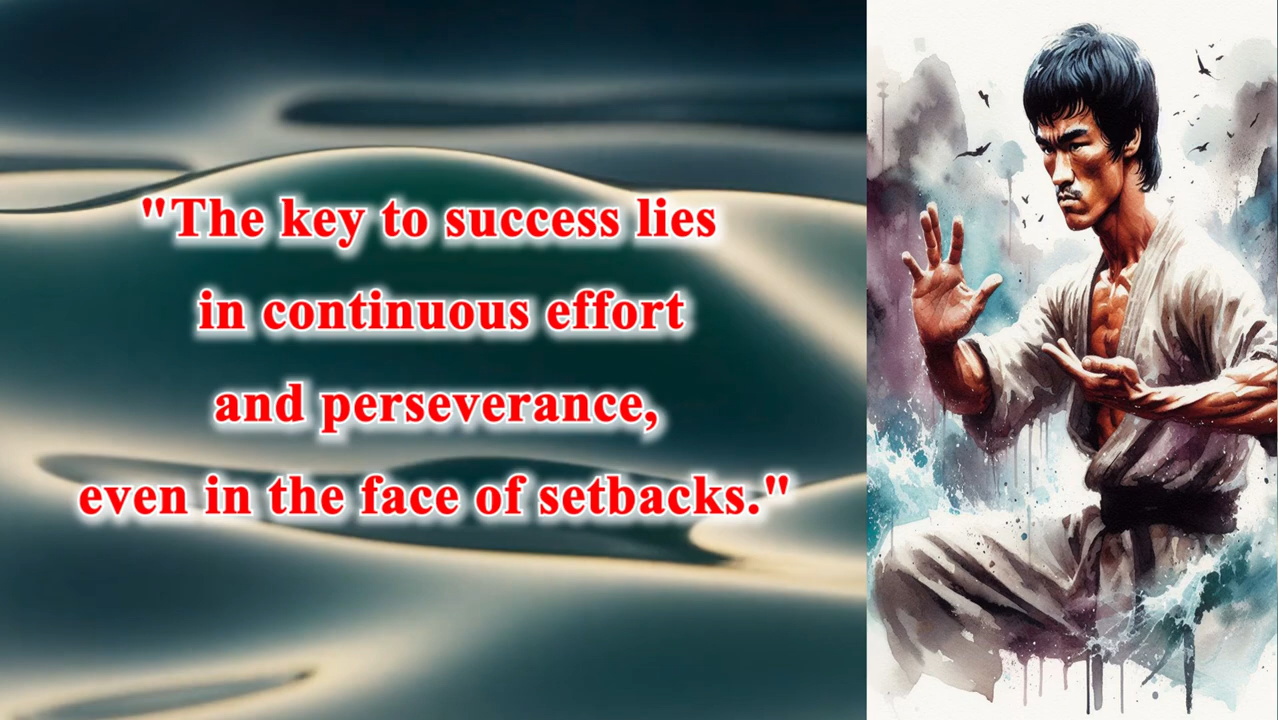 "The key to success lies
in continuous effort
and perseverance,
even in the face of setbacks."